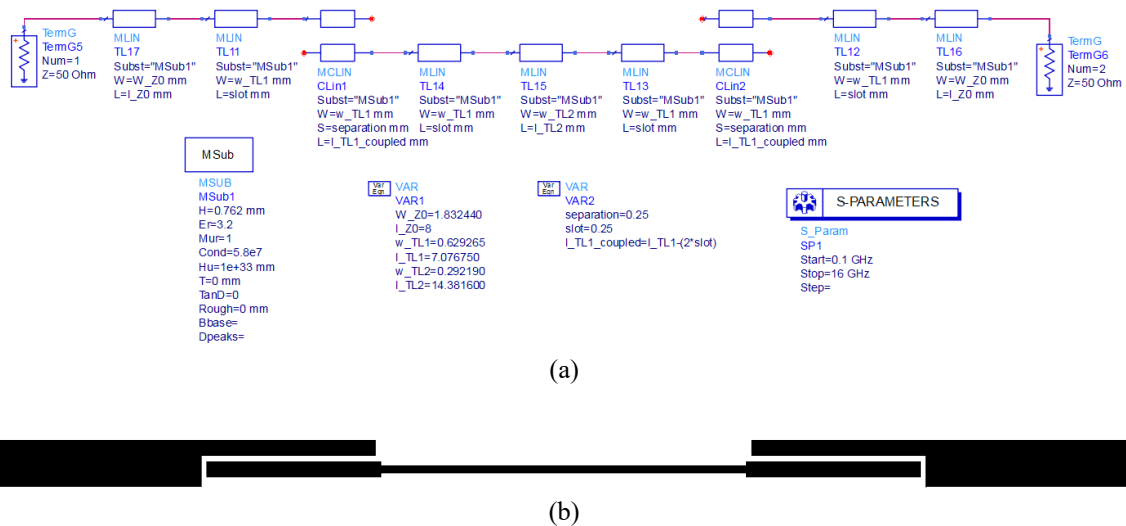 TermG
TermG5
Num=1
Z=50 Ohm
MLIN
TL17
Subst="MSub1"
W=W_Z0 mm
L=l_Z0 mm
MLIN
TL11
Subst="MSub1"
W=w_TL1 mm
L=slot mm
MCLIN
CLin1
Subst="MSub1"
W=w_TL1 mm
S=separation mm
L=l_TL1_coupled mm
MLIN
TL14
Subst="MSub1"
W=w_TL1 mm
L=slot mm
MLIN
TL15
Subst="MSub1"
W=w_TL2 mm
L=l_TL2 mm
MLIN
TL13
Subst="MSub1"
W=w_TL1 mm
L=slot mm
MCLIN
CLin2
Subst="MSub1"
W=w_TL1 mm
S=separation mm
L=l_TL1_coupled mm
MLIN
TL12
Subst="MSub1"
W=w_TL1 mm
L=slot mm
MLIN
TL16
Subst="MSub1"
W=W_Z0 mm
L=l_Z0 mm
TermG
TermG6
Num=2
Z=50 Ohm
MSub
MSUB
MSub1
H=0.762 mm
Er=3.2
Mur=1
Cond=5.8e7
Hu=1e+33 mm
T=0 mm
TanD=0
Rough=0 mm
Bbase=
Dpeaks=
Var
Eqn
VAR
VAR1
W_Z0=1.832440
l_Z0=8
w_TL1=0.629265
l_TL1=7.076750
w_TL2=0.292190
l_TL2=14.381600
Var
Eqn
VAR
VAR2
separation=0.25
slot=0.25
l_TL1_coupled=l_TL1-(2*slot)
S-PARAMETERS
S_Param
SP1
Start=0.1 GHz
Stop=16 GHz
Step=
(a)
(b)